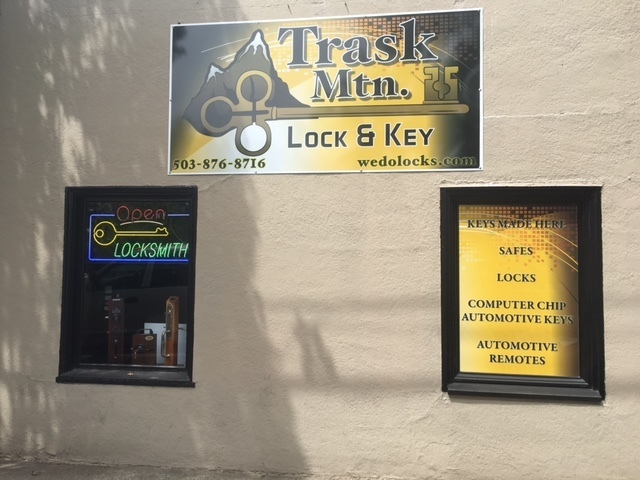 Trask
Mtn.
LOCK & KEY
503-876-8716
wedolocks.com
Open
LOCKSMITH
KEYS MADE HERE
SAFES
LOCKS
COMPUTER CHIP
AUTOMOTIVE KEYS
AUTOMOTIVE
REMOTES